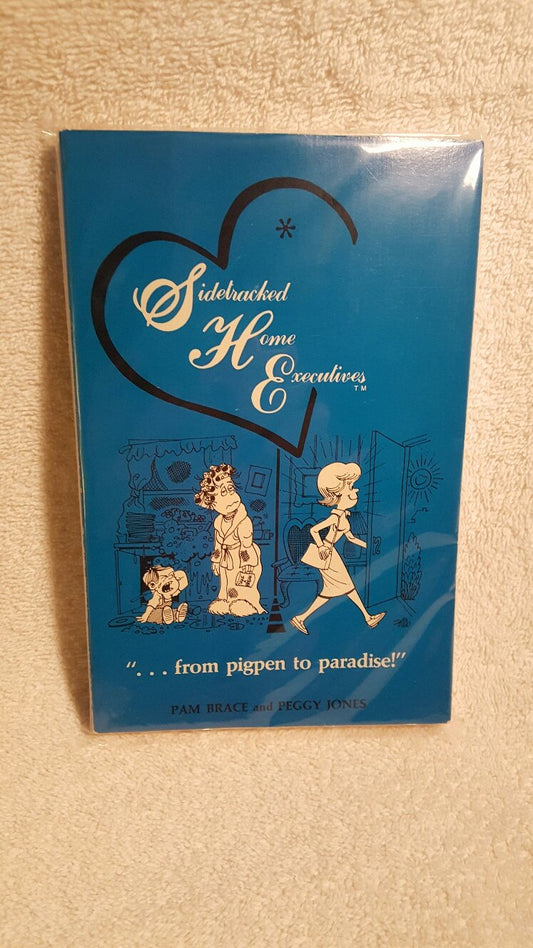 *
Sidetracked
Home
Executives
TM
"... from pigpen to paradise!"
PAM BRACE and PEGGY JONES